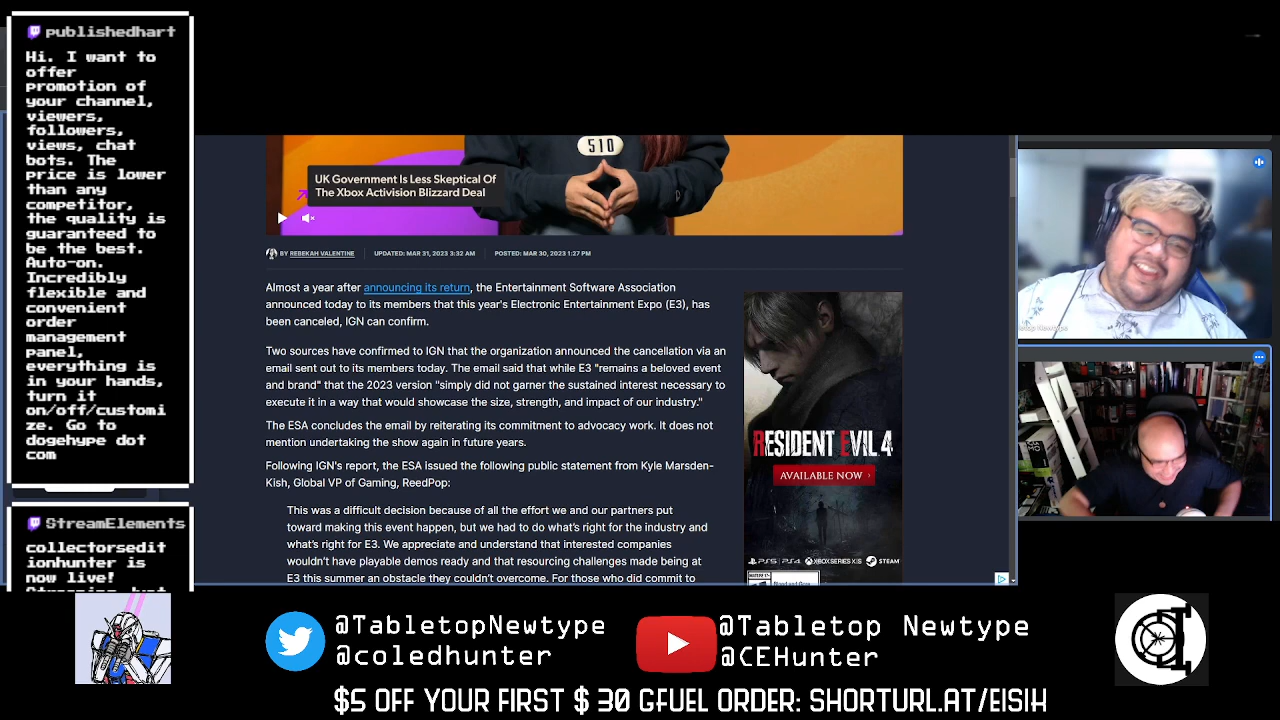 publishedhart
Hi. I want to
offer
promotion of
your channel,
viewers,
followers,
views, chat
bots. The
price is lower
than any
competitor,
the quality is
guaranteed to
be the best.
Auto-on.
Incredibly
flexible and
convenient
order
management
panel,
everything is
in your hands,
turn it
on/off/customi
ze. Go to
dogehype dot
com
StreamElements
collectorsedit
ionhunter is
now live!
510
UK Government Is Less Skeptical Of
The Xbox Activision Blizzard Deal
BY REBEKAH VALENTINE UPDATED: MAR 31, 2023 3:32 AM POSTED: MAR 30, 2023 1:27 PM
Almost a year after announcing its return, the Entertainment Software Association
announced today to its members that this year's Electronic Entertainment Expo (E3), has
been canceled, IGN can confirm.
Two sources have confirmed to IGN that the organization announced the cancellation via an
email sent out to its members today. The email said that while E3 "remains a beloved event
and brand" that the 2023 version "simply did not garner the sustained interest necessary to
execute it in a way that would showcase the size, strength, and impact of our industry."
The ESA concludes the email by reiterating its commitment to advocacy work. It does not
mention undertaking the show again in future years.
Following IGN's report, the ESA issued the following public statement from Kyle Marsden-
Kish, Global VP of Gaming, ReedPop:
This was a difficult decision because of all the effort we and our partners put
toward making this event happen, but we had to do what's right for the industry and
what's right for E3. We appreciate and understand that interested companies
wouldn't have playable demos ready and that resourcing challenges made being at
E3 this summer an obstacle they couldn't overcome. For those who did commit to
RESIDENT EVIL 4
AVAILABLE NOW
PS5 PS4 XBOX SERIES X|S STEAM
@TabletopNewtype
@coledhunter
@Tabletop Newtype
@CEHunter
$5 OFF YOUR FIRST $ 30 GFUEL ORDER: SHORTURL.AT/EISIH